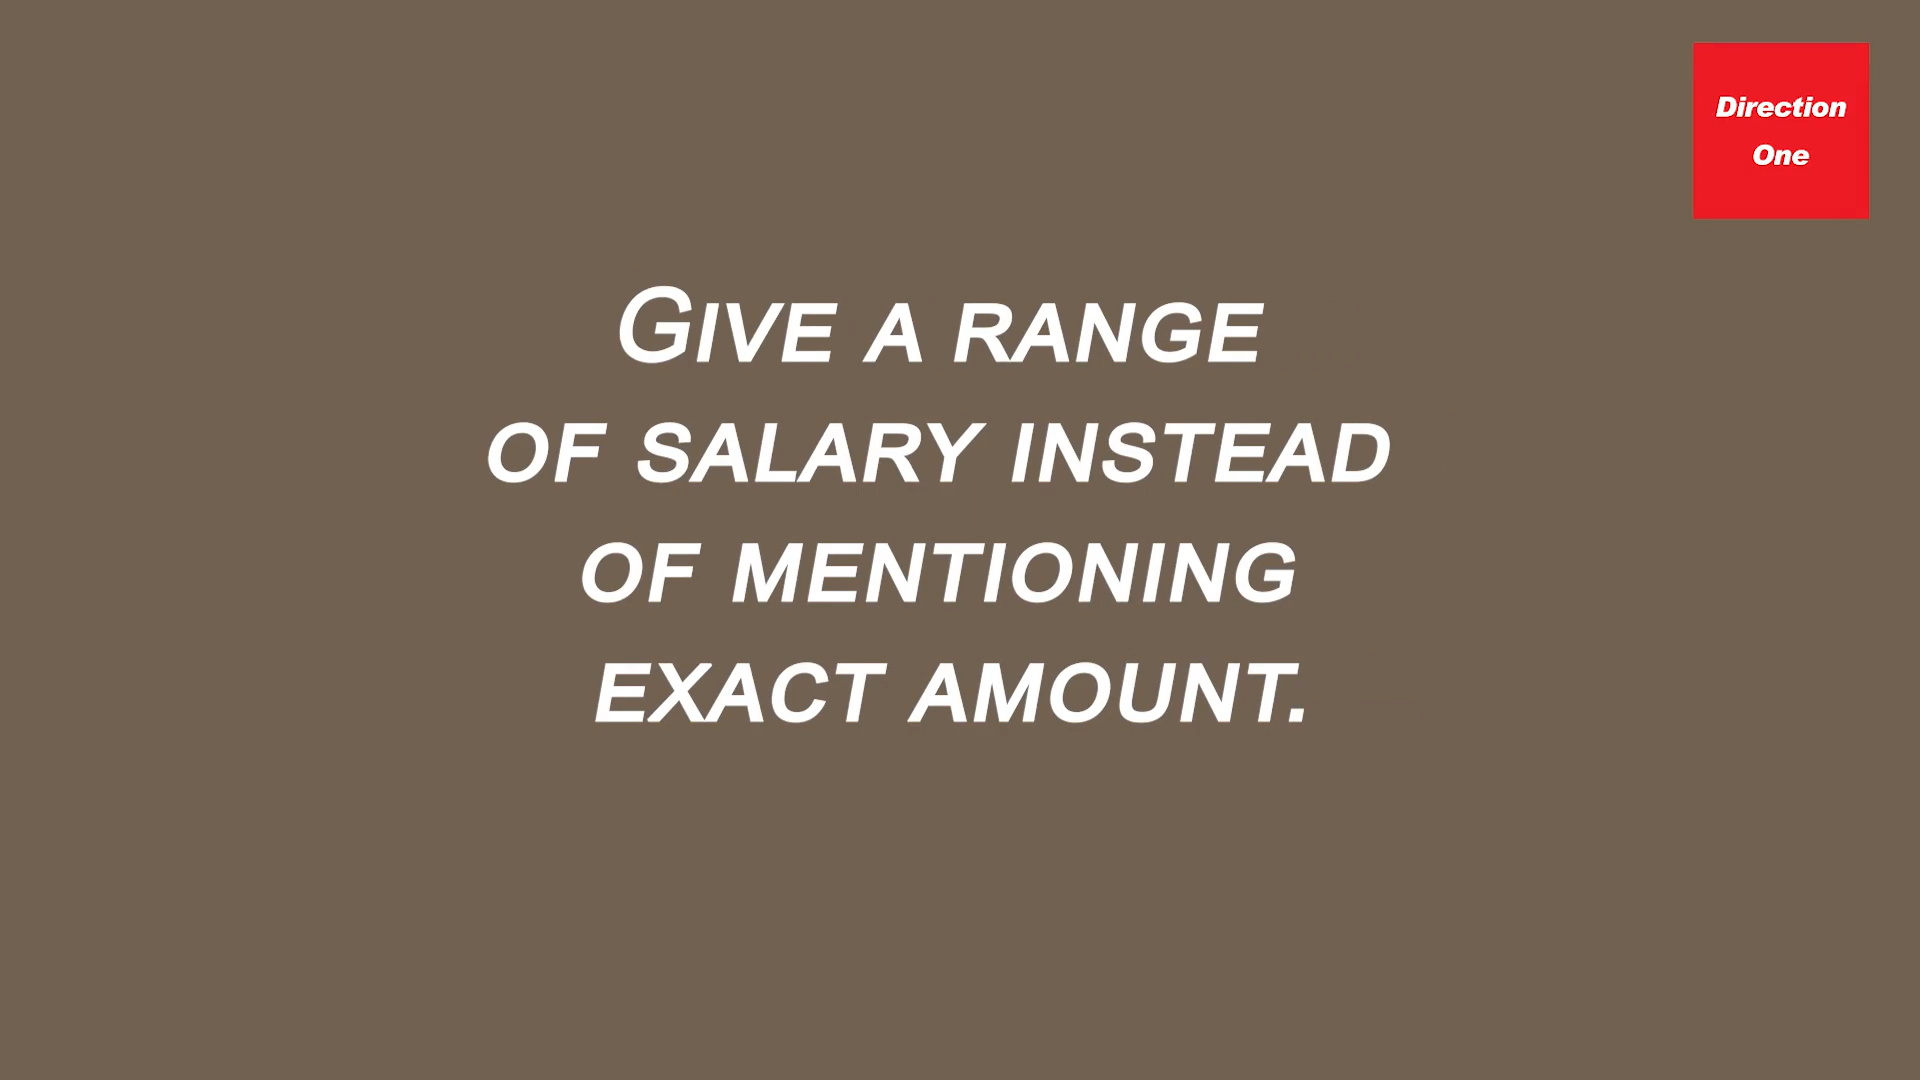 Direction
One
GIVE A RANGE
OF SALARY INSTEAD
OF MENTIONING
EXACT AMOUNT.